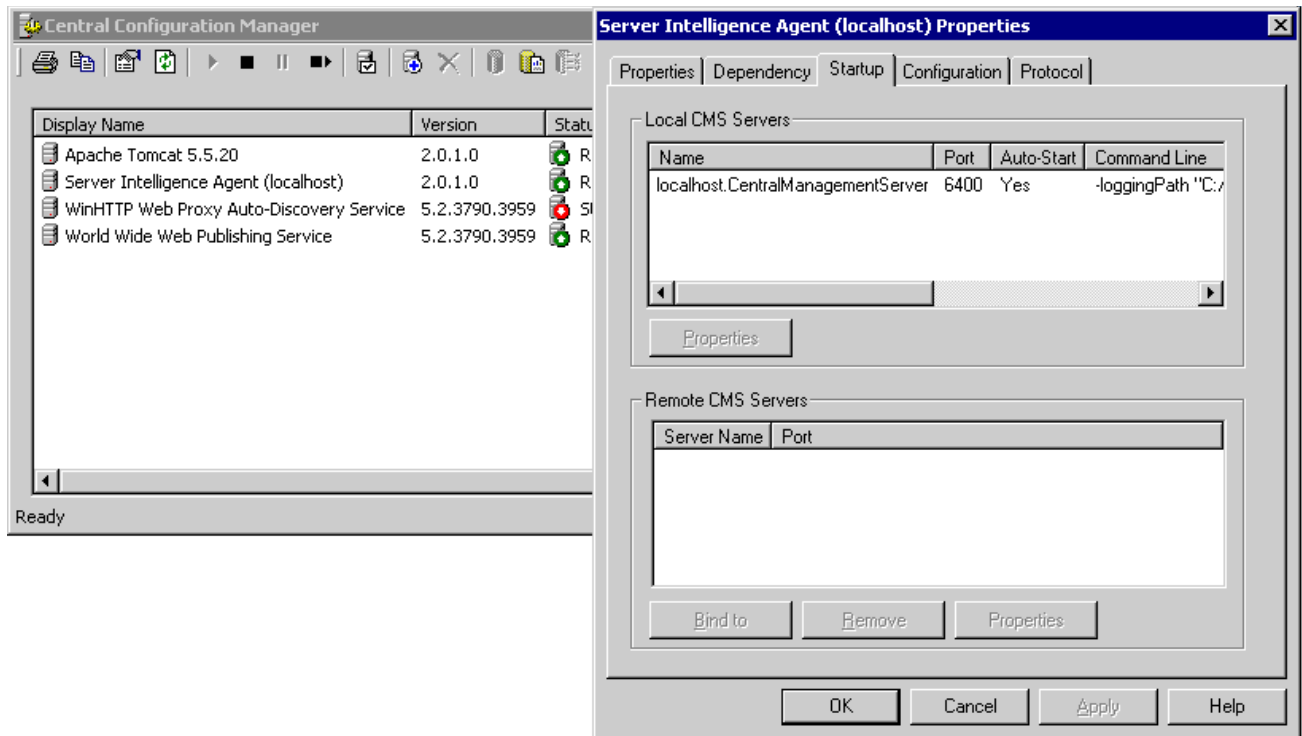 Central Configuration Manager
Display Name Version Statu
Apache Tomcat 5.5.20 2.0.1.0 R
Server Intelligence Agent (localhost) 2.0.1.0 R
WinHTTP Web Proxy Auto-Discovery Service 5.2.3790.3959 St
World Wide Web Publishing Service 5.2.3790.3959 R
Ready
Server Intelligence Agent (localhost) Properties
Properties Dependency Startup Configuration Protocol
Local CMS Servers
Name Port Auto-Start Command Line
localhost.CentralManagementServer 6400 Yes -loggingPath "C:/
Properties
Remote CMS Servers
Server Name Port
Bind to Remove Properties
OK Cancel Apply Help